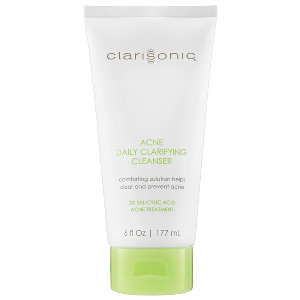 clarisonic
ACNE
DAILY CLARIFYING
CLEANSER
comforting solution helps
clear and prevent acne
2% SALICYLIC ACID
ACNE TREATMENT
6 fl Oz | 177 mL